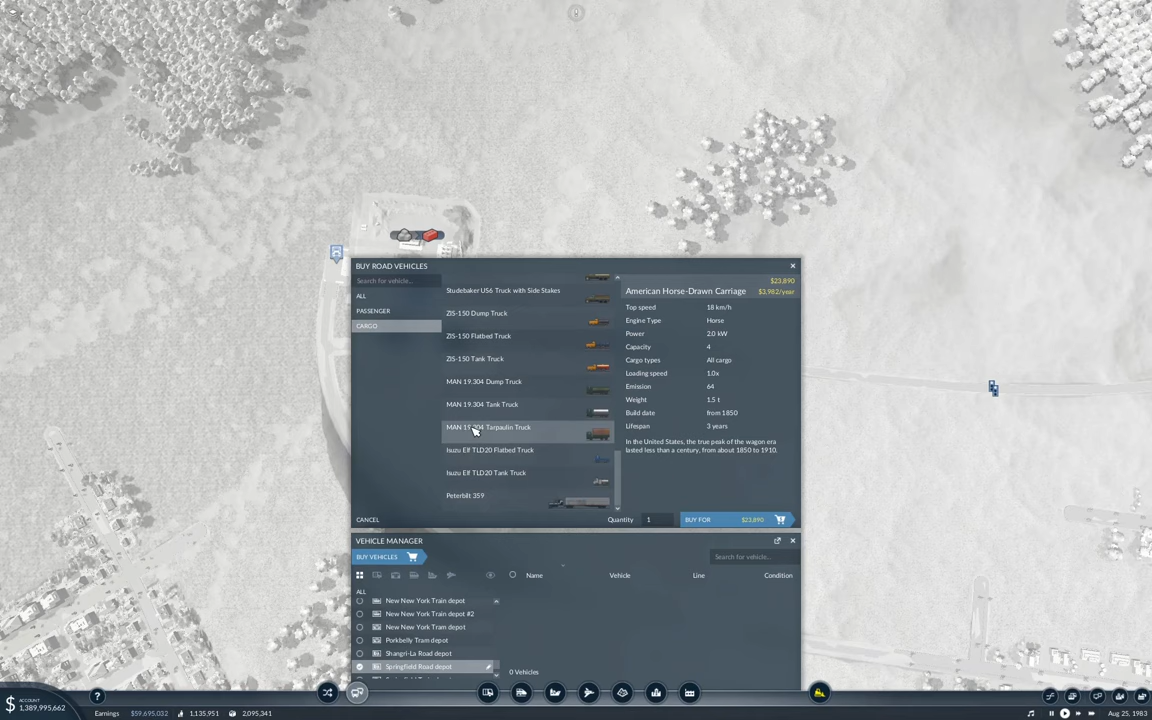 BUY ROAD VEHICLES
Search for vehicle...
ALL
PASSENGER
CARGO
Studebaker US6 Truck with Side Stakes
ZIS-150 Dump Truck
ZIS-150 Flatbed Truck
ZIS-150 Tank Truck
MAN 19.304 Dump Truck
MAN 19.304 Tank Truck
MAN 19.304 Tarpaulin Truck
Isuzu Elf TLD20 Flatbed Truck
Isuzu Elf TLD20 Tank Truck
Peterbilt 359
$23,890
American Horse-Drawn Carriage $3,982/year
Top speed 18 km/h
Engine Type Horse
Power 2.0 kW
Capacity 4
Cargo types All cargo
Loading speed 1.0x
Emission 64
Weight 1.5 t
Build date from 1850
Lifespan 3 years
In the United States, the true peak of the wagon era
lasted less than a century, from about 1850 to 1910.
CANCEL
Quantity 1 BUY FOR $23,890
VEHICLE MANAGER
BUY VEHICLES Search for vehicle...
Name Vehicle Line Condition
ALL
New New York Train depot
New New York Train depot #2
New New York Tram depot
Porkbelly Tram depot
Shangri-La Road depot
Springfield Road depot
0 Vehicles
ACCOUNT
$ 1,389,995,662
?
Earnings $59,695,032 1,135,951 2,095,341
Aug 25, 1983